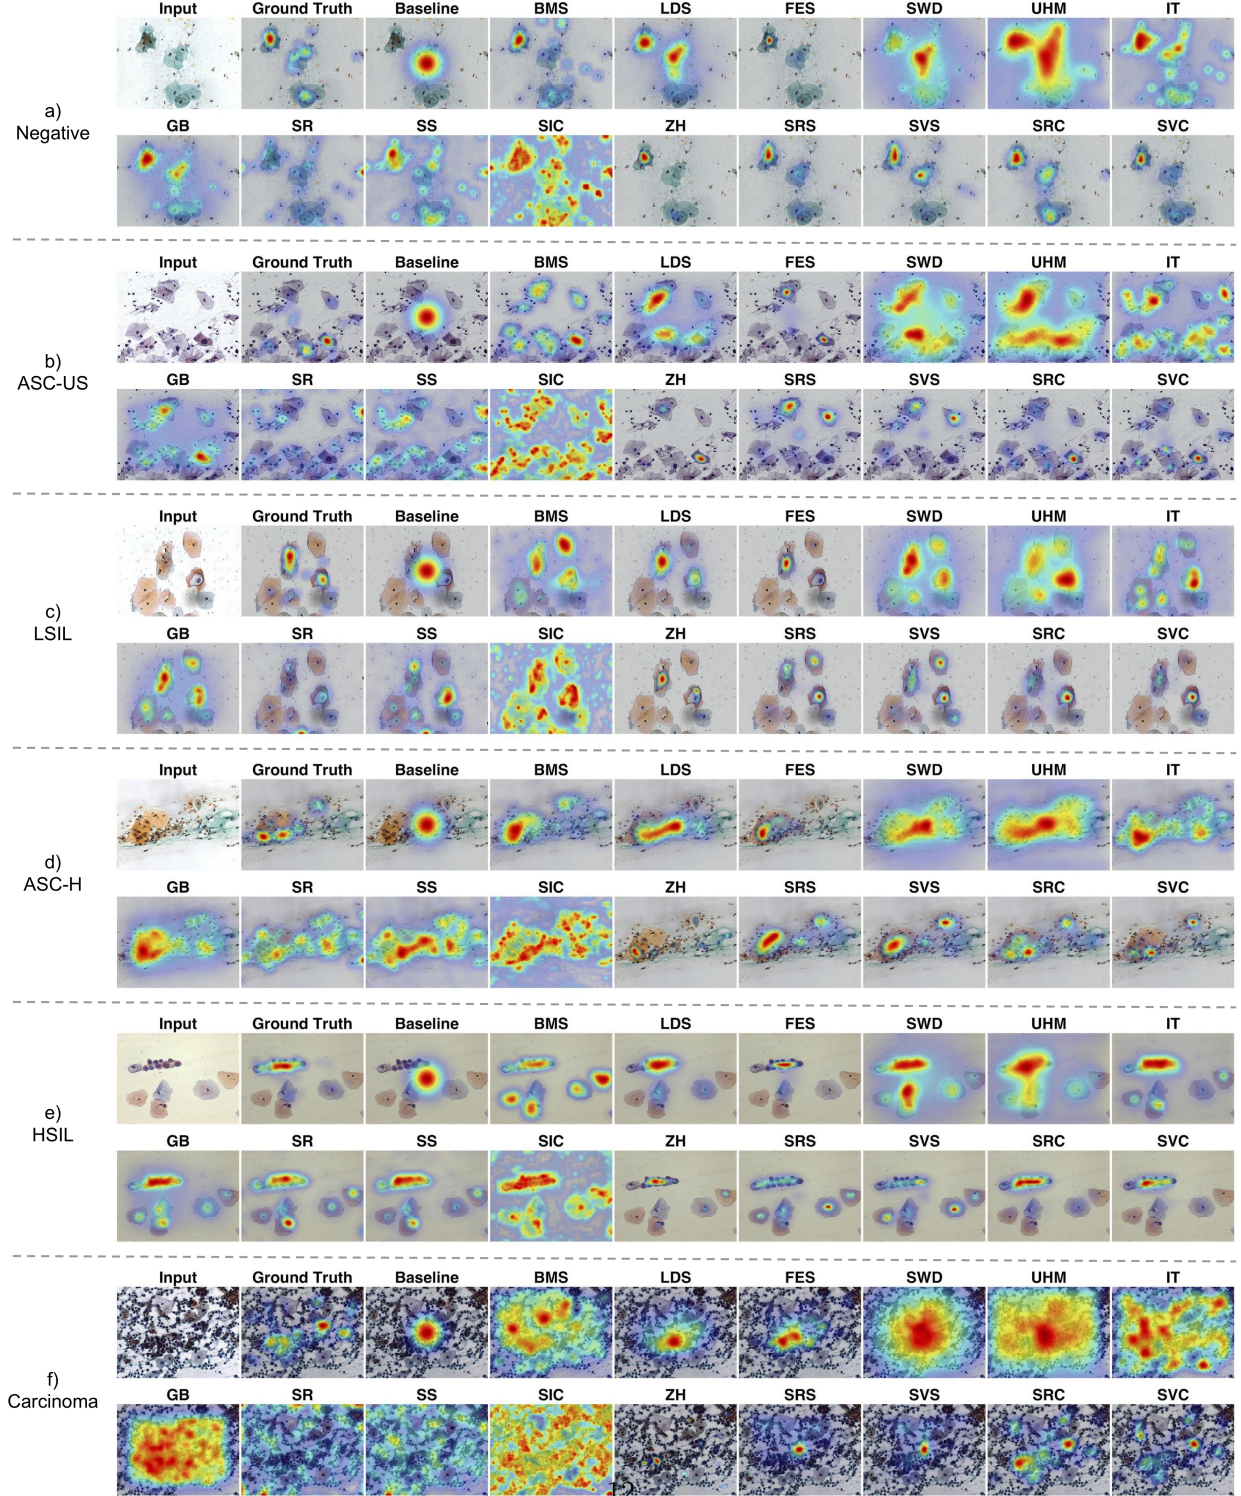 Input Ground Truth Baseline BMS LDS FES SWD UHM IT
a)
Negative
GB SR SS SIC ZH SRS SVS SRC SVC
Input Ground Truth Baseline BMS LDS FES SWD UHM IT
b)
ASC-US
GB SR SS SIC ZH SRS SVS SRC SVC
Input Ground Truth Baseline BMS LDS FES SWD UHM IT
c)
LSIL
GB SR SS SIC ZH SRS SVS SRC SVC
Input Ground Truth Baseline BMS LDS FES SWD UHM IT
d)
ASC-H
GB SR SS SIC ZH SRS SVS SRC SVC
Input Ground Truth Baseline BMS LDS FES SWD UHM IT
e)
HSIL
GB SR SS SIC ZH SRS SVS SRC SVC
Input Ground Truth Baseline BMS LDS FES SWD UHM IT
f)
Carcinoma
GB SR SS SIC ZH SRS SVS SRC SVC